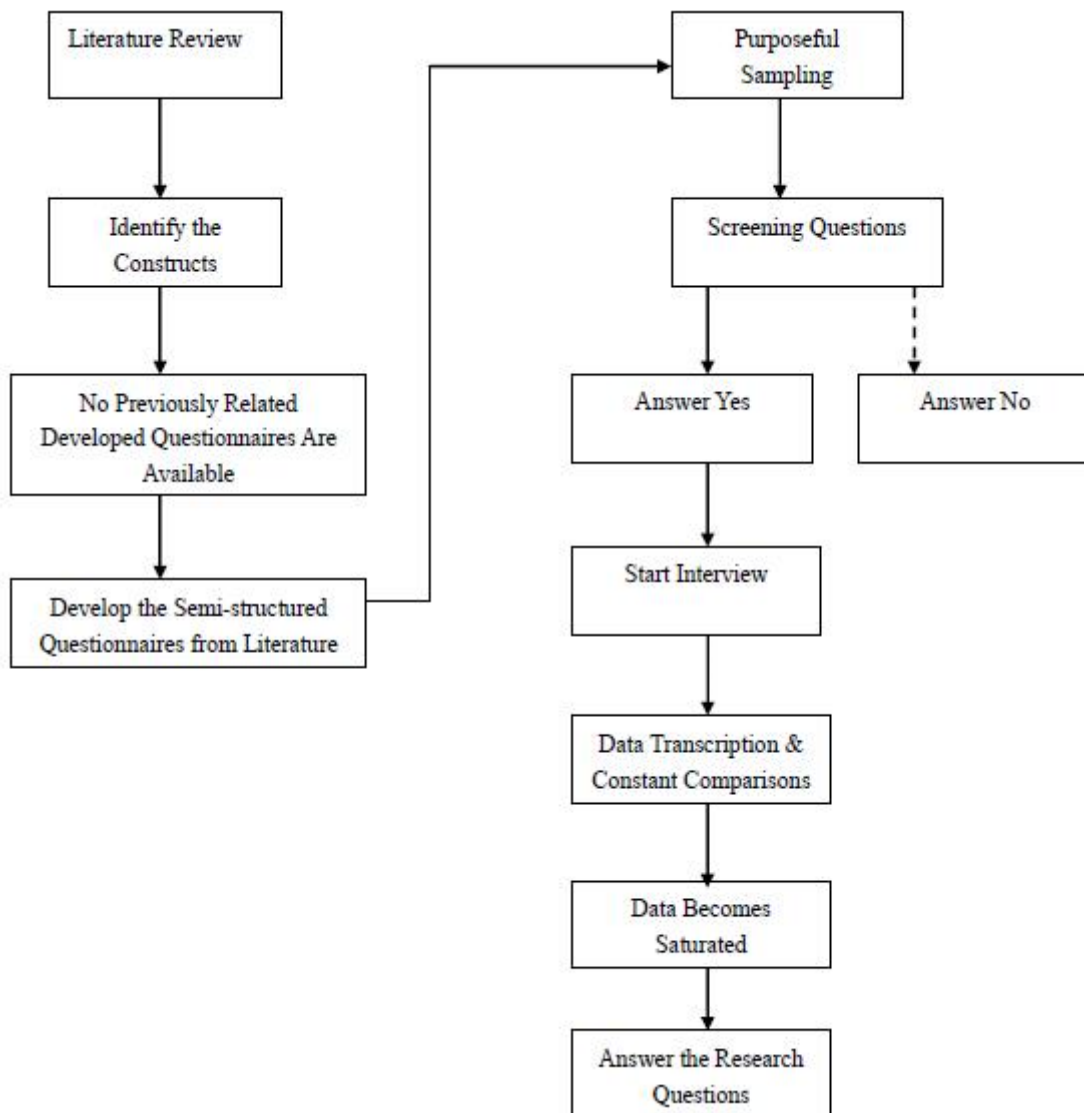 Literature Review
Identify the
Constructs
No Previously Related
Developed Questionnaires Are
Available
Develop the Semi-structured
Questionnaires from Literature
Purposeful
Sampling
Screening Questions
Answer Yes
Answer No
Start Interview
Data Transcription &
Constant Comparisons
Data Becomes
Saturated
Answer the Research
Questions